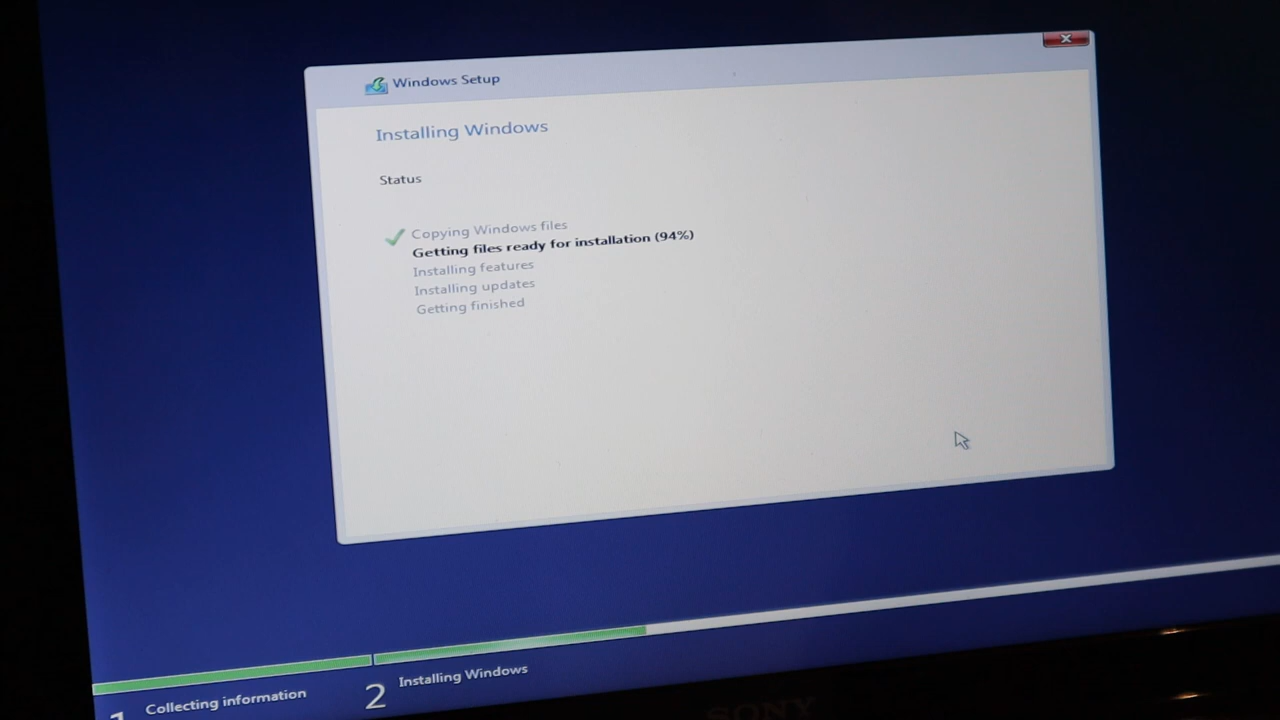 Windows Setup
Installing Windows
Status
Copying Windows files
Getting files ready for installation (94%)
Installing features
Installing updates
Getting finished
1 Collecting information
2 Installing Windows
SONY